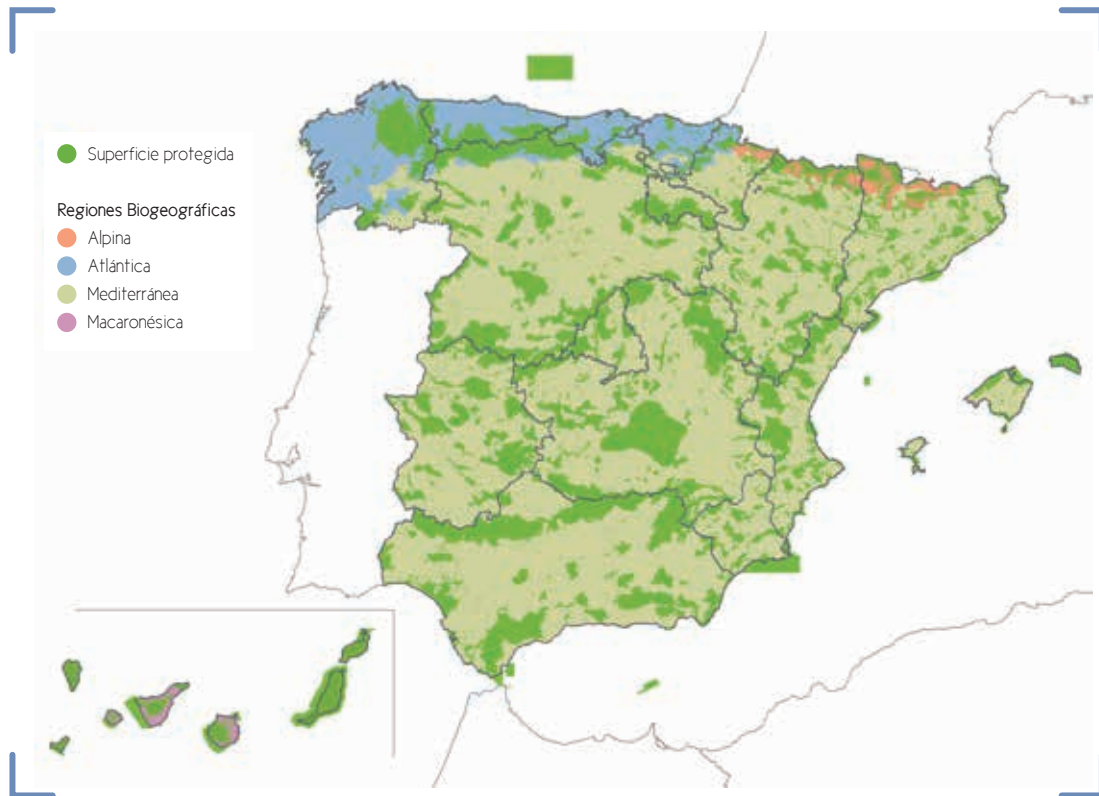 Superficie protegida
Regiones Biogeográficas
Alpina
Atlántica
Mediterránea
Macaronésica